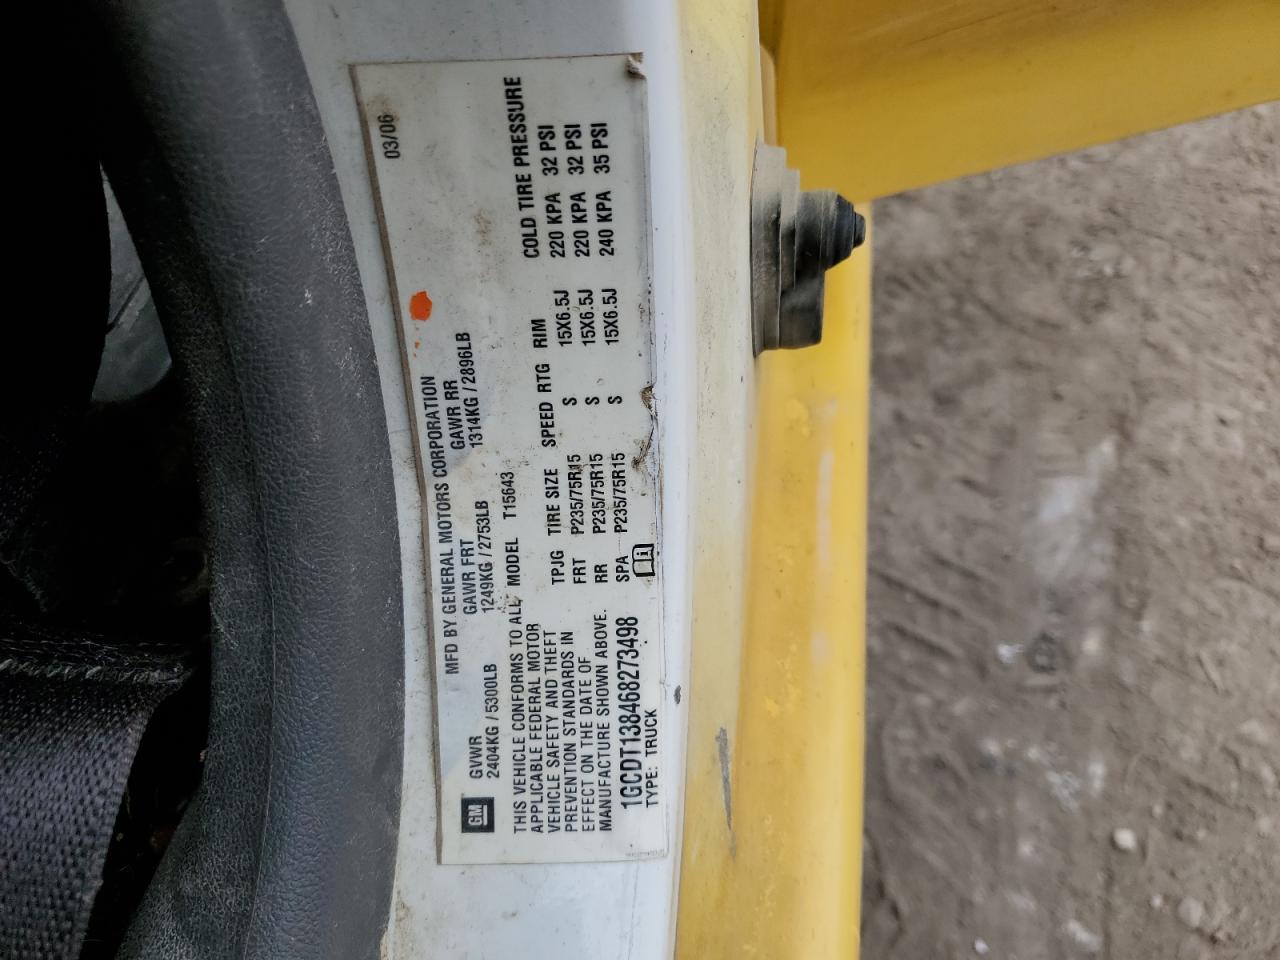 MFD BY GENERAL MOTORS CORPORATION
03/06
GM
GVWR GAWR FRT GAWR RR
2404KG / 5300LB 1249KG / 2753LB 1314KG / 2896LB
THIS VEHICLE CONFORMS TO ALL
APPLICABLE FEDERAL MOTOR
VEHICLE SAFETY AND THEFT
PREVENTION STANDARDS IN
EFFECT ON THE DATE OF
MANUFACTURE SHOWN ABOVE.
1GCDT138468273498
TYPE: TRUCK
MODEL T15643
TPJG TIRE SIZE SPEED RTG RIM COLD TIRE PRESSURE
FRT P235/75R15 S 15X6.5J 220 KPA 32 PSI
RR P235/75R15 S 15X6.5J 220 KPA 32 PSI
SPA P235/75R15 S 15X6.5J 240 KPA 35 PSI